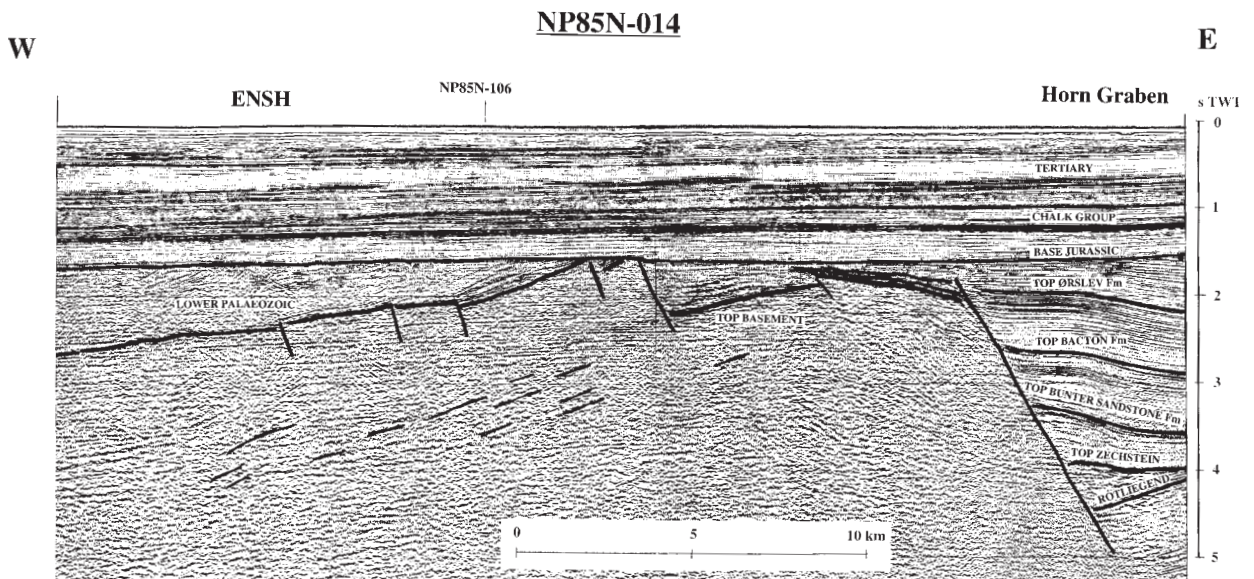 NP85N-014
W
E
ENSH
NP85N-106
Horn Graben
s TWT
0
TERTIARY
1
CHALK GROUP
BASE JURASSIC
TOP ØRSLEV Fm
2
LOWER PALAEOZOIC
TOP BASEMENT
TOP BACTON Fm
3
TOP BUNTER SANDSTONE Fm
TOP ZECHSTEIN
4
ROTLIEGEND
0 5 10 km
5